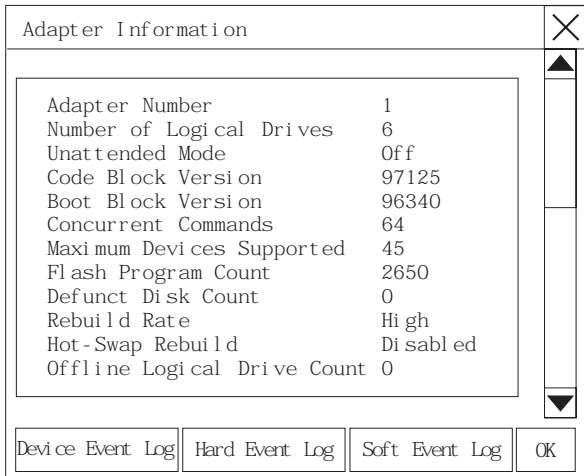 Adapter Information
Adapter Number 1
Number of Logical Drives 6
Unattended Mode Off
Code Block Version 97125
Boot Block Version 96340
Concurrent Commands 64
Maximum Devices Supported 45
Flash Program Count 2650
Defunct Disk Count 0
Rebuild Rate High
Hot-Swap Rebuild Disabled
Offline Logical Drive Count 0
Device Event Log Hard Event Log Soft Event Log OK